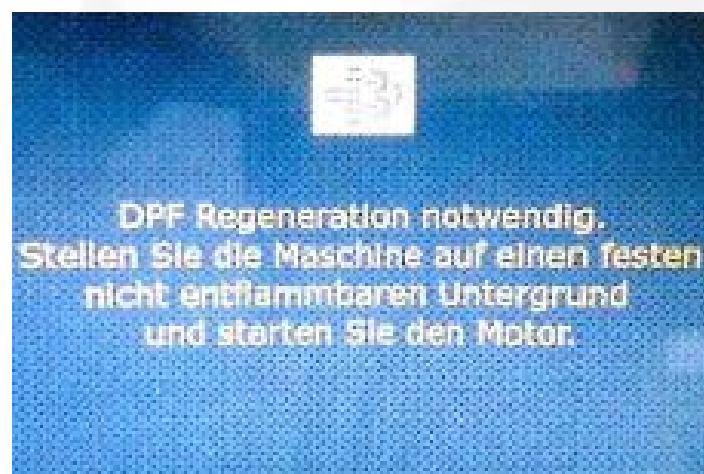 DPF Regeneration notwendig.
Stellen Sie die Maschine auf einen festen
nicht entflammbaren Untergrund
und starten Sie den Motor.